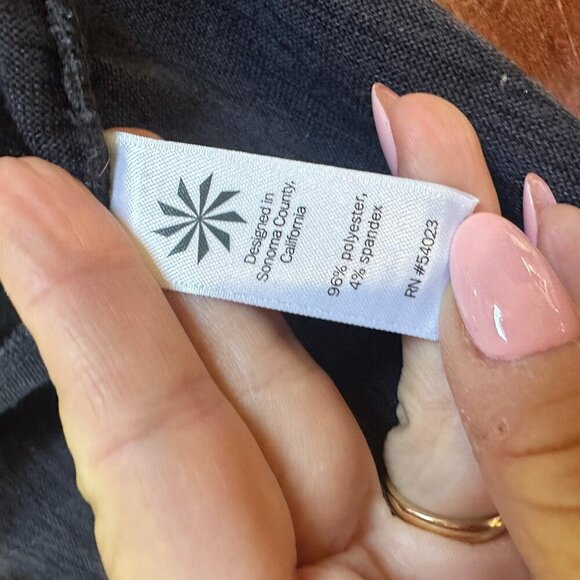 Designed in
Sonoma County,
California
96% polyester,
4% spandex
RN #54023